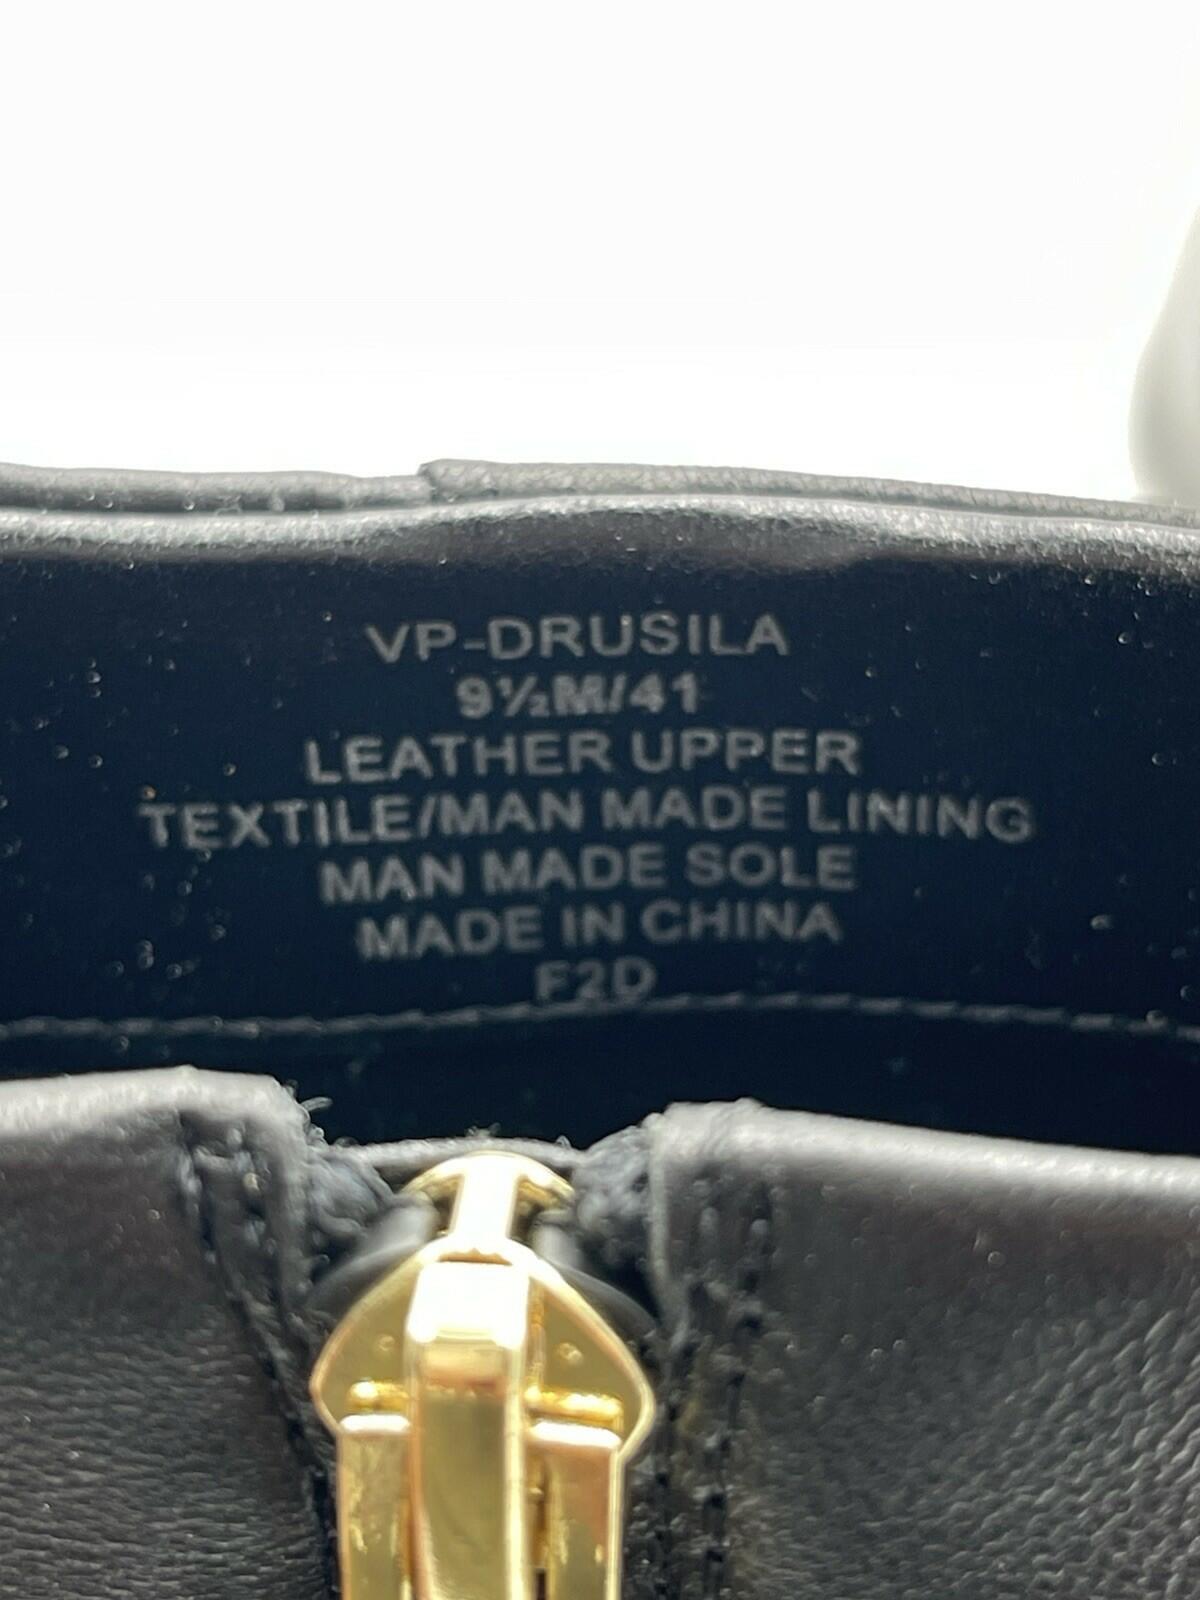 VP-DRUSILA
9½M/41
LEATHER UPPER
TEXTILE/MAN MADE LINING
MAN MADE SOLE
MADE IN CHINA
F2D